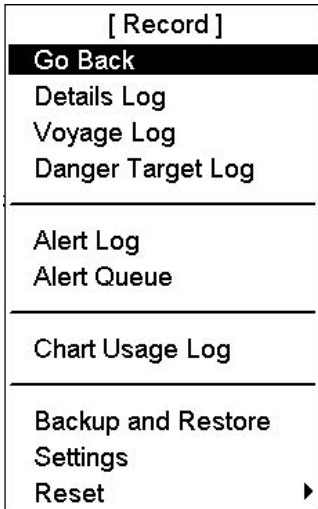 [ Record ]
Go Back
Details Log
Voyage Log
Danger Target Log
Alert Log
Alert Queue
Chart Usage Log
Backup and Restore
Settings
Reset